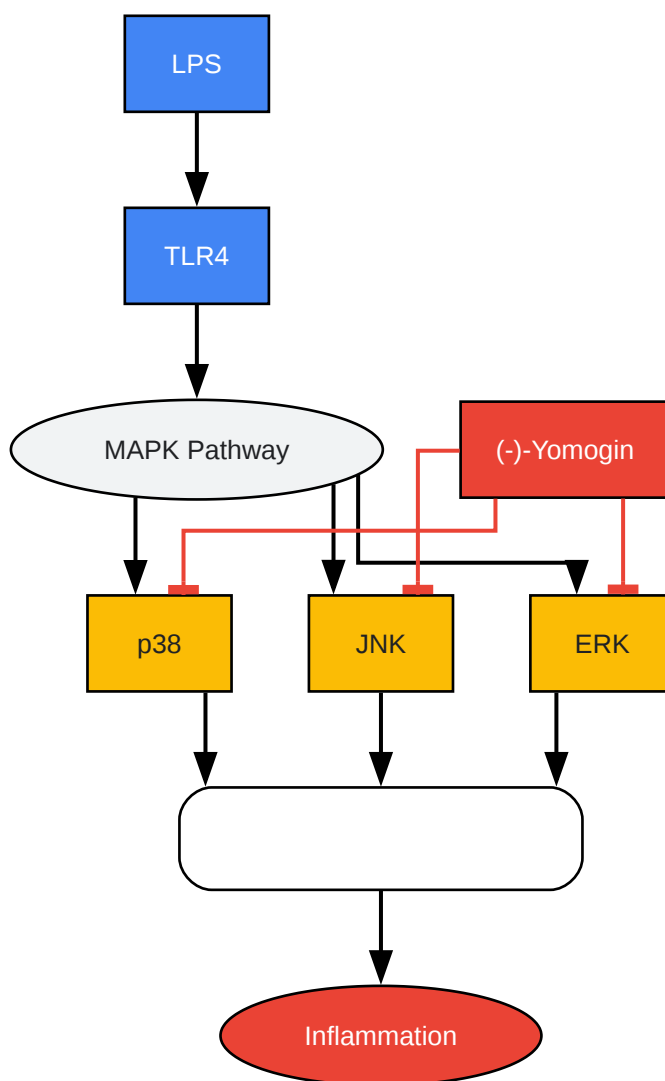 LPS
TLR4
MAPK Pathway
(-)-Yomogin
p38
JNK
ERK
Inflammation